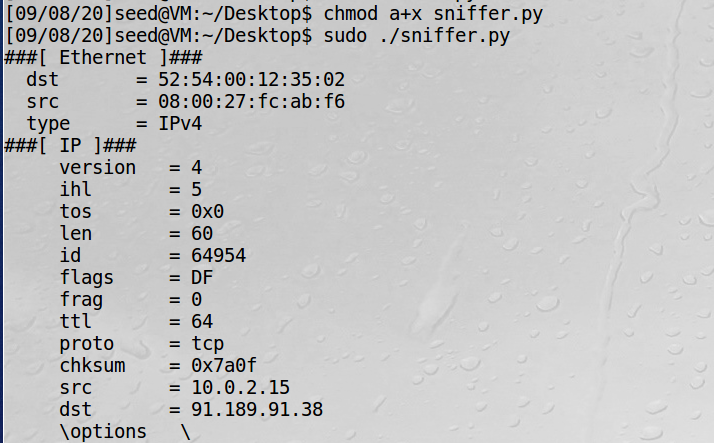 [09/08/20]seed@VM:~/Desktop$ chmod a+x sniffer.py
[09/08/20]seed@VM:~/Desktop$ sudo ./sniffer.py
###[ Ethernet ]###
  dst       = 52:54:00:12:35:02
  src       = 08:00:27:fc:ab:f6
  type      = IPv4
###[ IP ]###
     version   = 4
     ihl       = 5
     tos       = 0x0
     len       = 60
     id        = 64954
     flags     = DF
     frag      = 0
     ttl       = 64
     proto     = tcp
     chksum    = 0x7a0f
     src       = 10.0.2.15
     dst       = 91.189.91.38
     \options   \